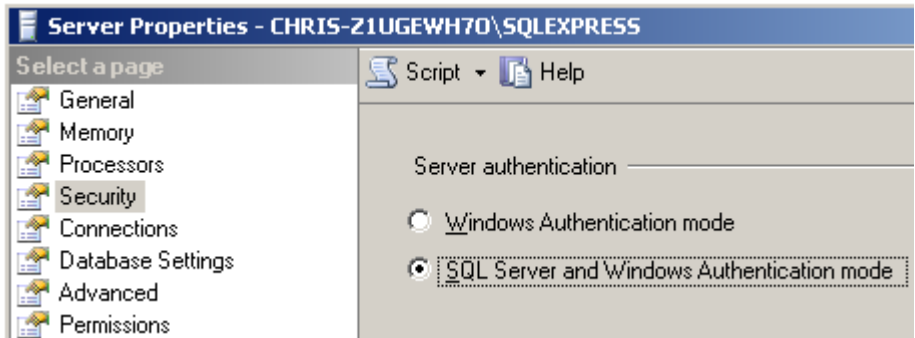 Server Properties - CHRIS-Z1UGEWH7O\SQLEXPRESS
Select a page
General
Memory
Processors
Security
Connections
Database Settings
Advanced
Permissions
Script Help
Server authentication
Windows Authentication mode
SQL Server and Windows Authentication mode